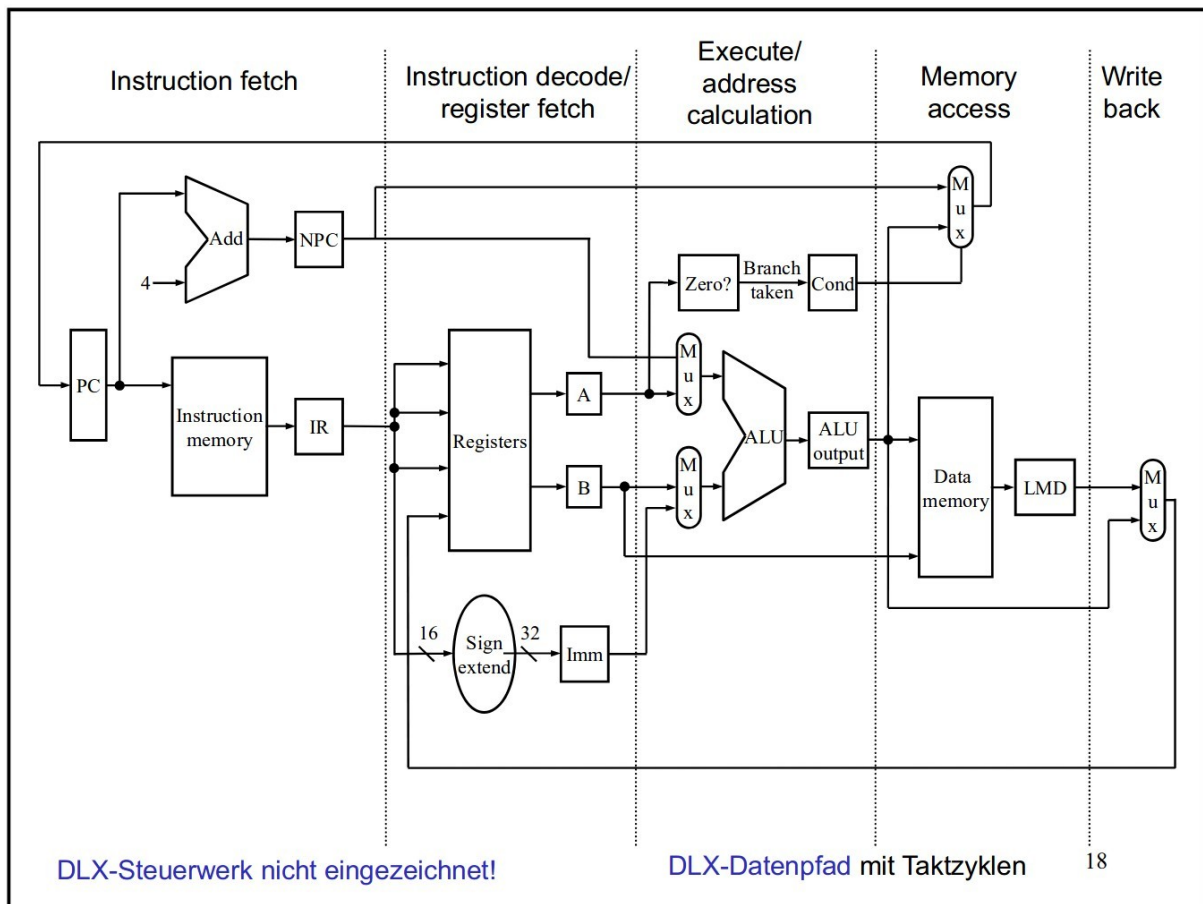 Instruction fetch
Instruction decode/
register fetch
Execute/
address
calculation
Memory
access
Write
back
Add
NPC
4
PC
Instruction
memory
IR
Registers
A
B
16
Sign
extend
32
Imm
Zero?
Branch
taken
Cond
M
u
x
M
u
x
M
u
x
ALU
ALU
output
Data
memory
LMD
M
u
x
DLX-Steuerwerk nicht eingezeichnet!
DLX-Datenpfad mit Taktzyklen
18